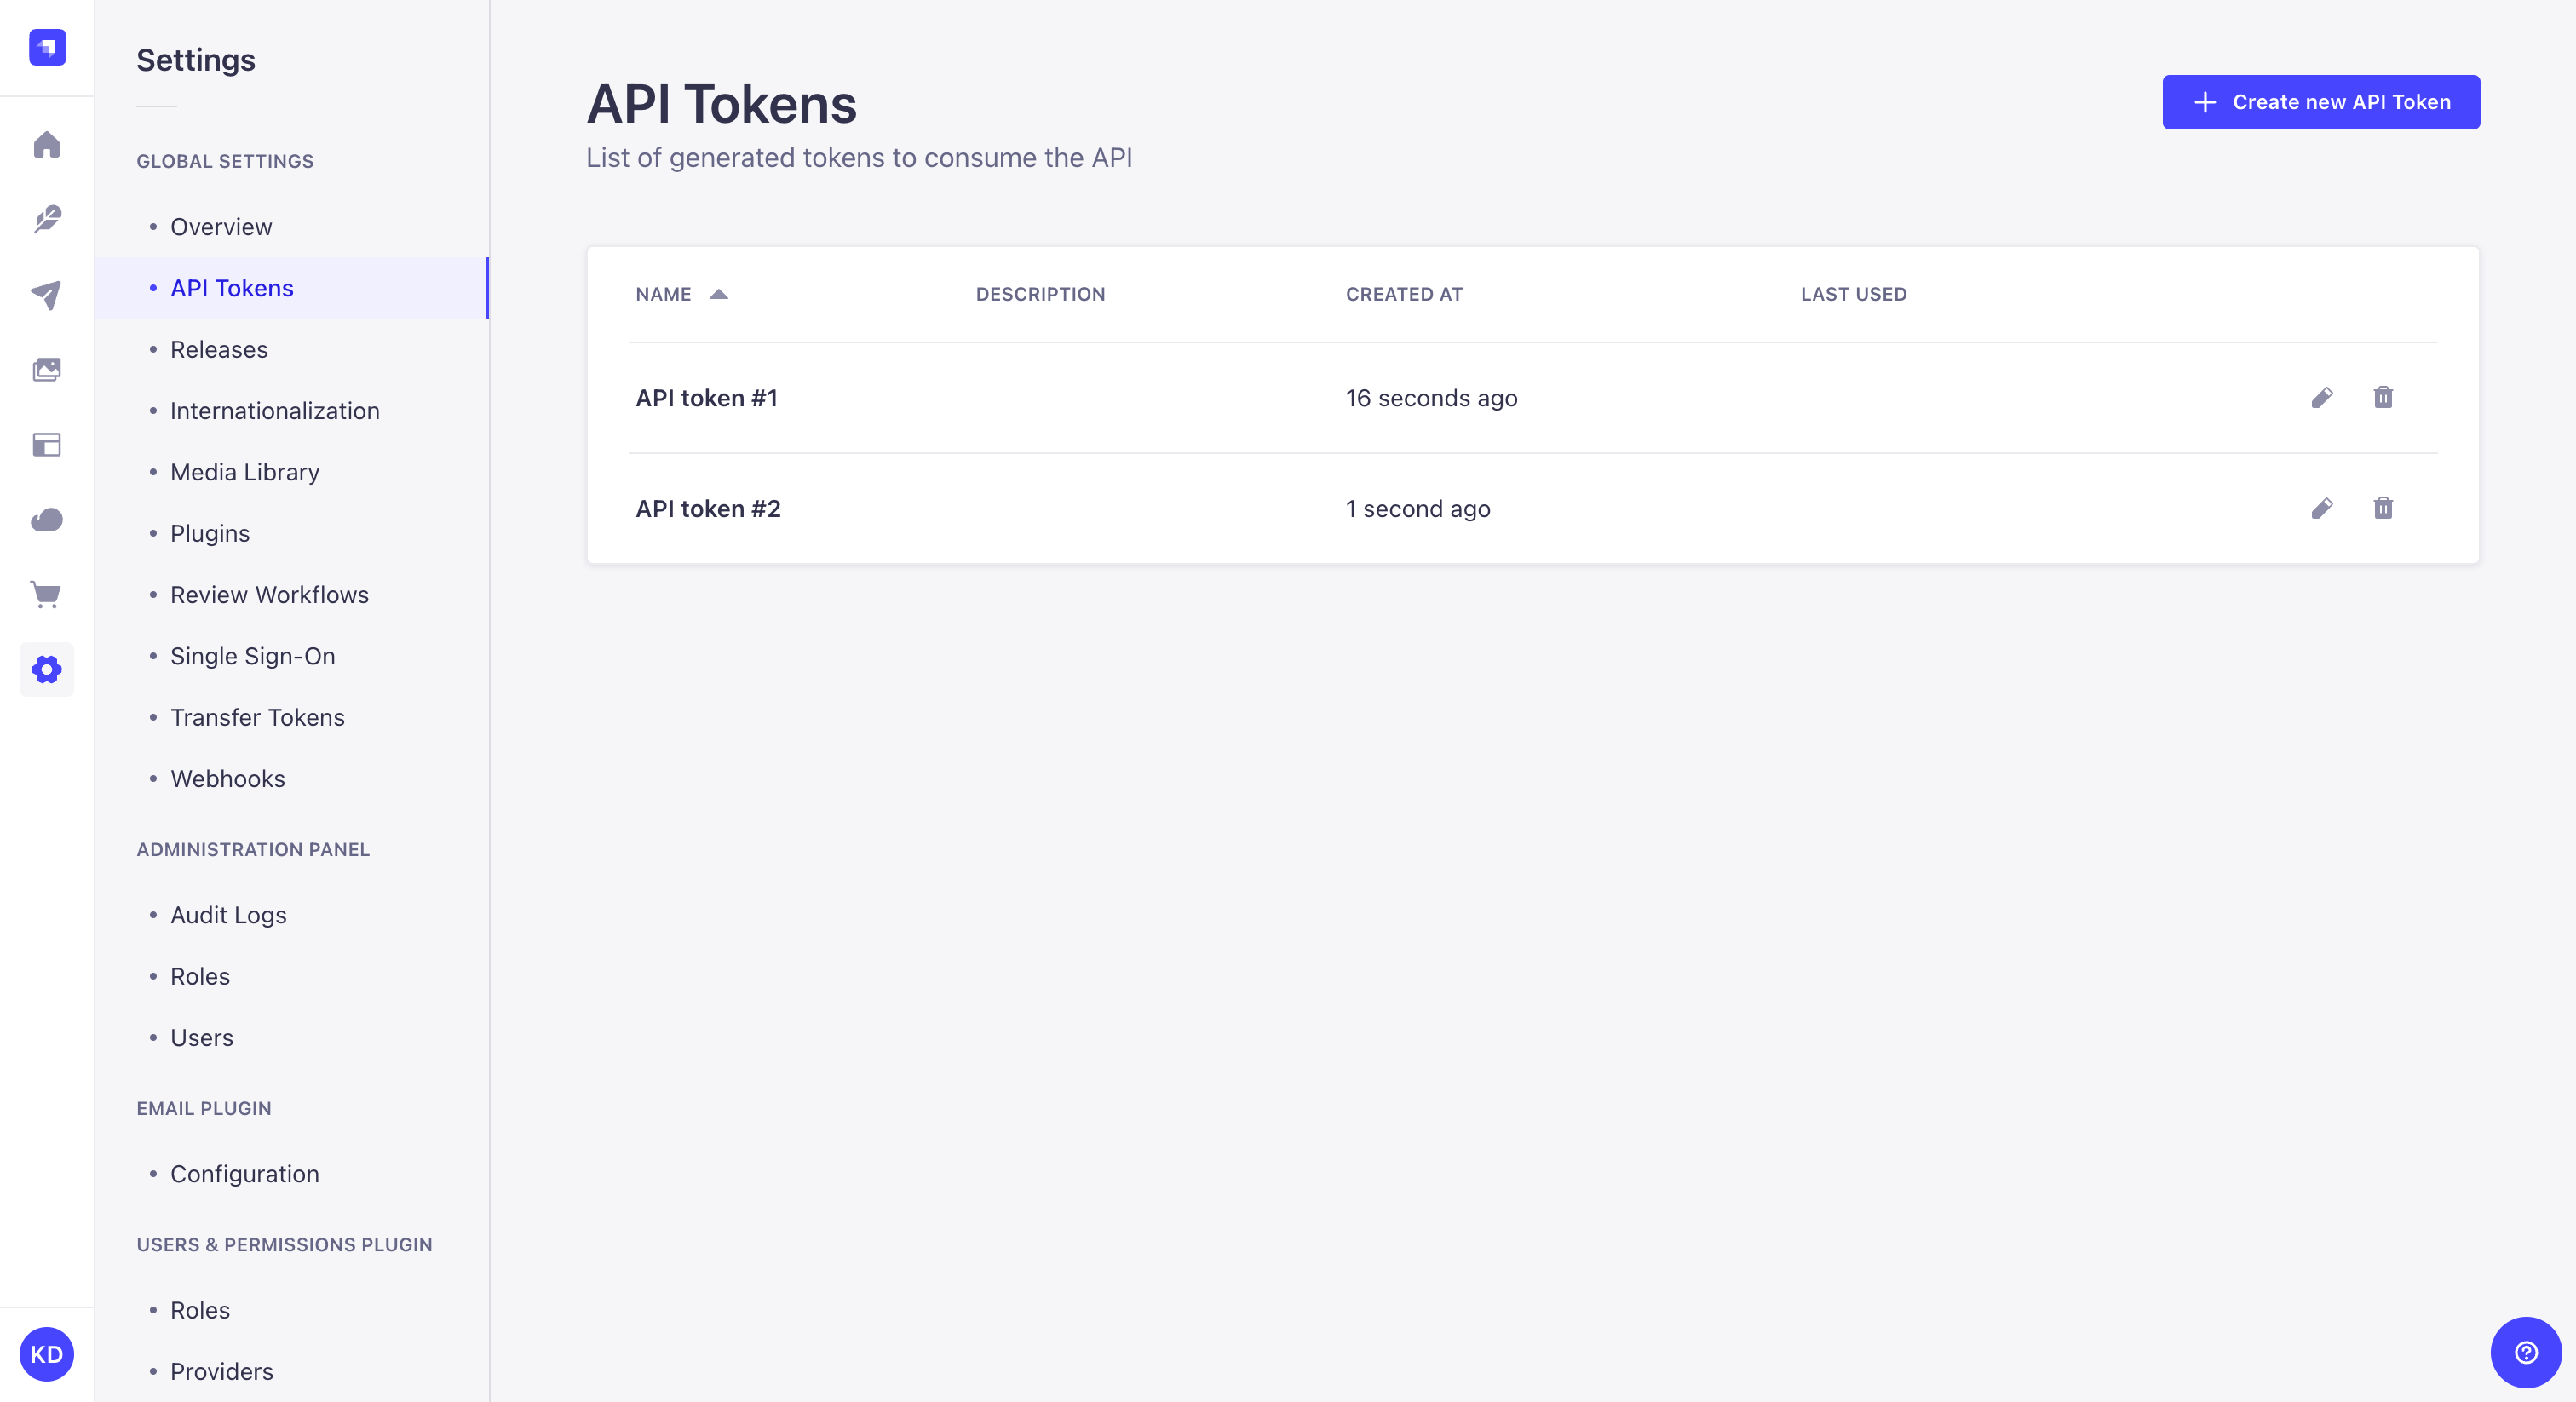 Settings
GLOBAL SETTINGS
Overview
API Tokens
Releases
Internationalization
Media Library
Plugins
Review Workflows
Single Sign-On
Transfer Tokens
Webhooks
ADMINISTRATION PANEL
Audit Logs
Roles
Users
EMAIL PLUGIN
Configuration
USERS & PERMISSIONS PLUGIN
Roles
Providers
KD
API Tokens
List of generated tokens to consume the API
Create new API Token
NAME DESCRIPTION CREATED AT LAST USED
API token #1 16 seconds ago
API token #2 1 second ago